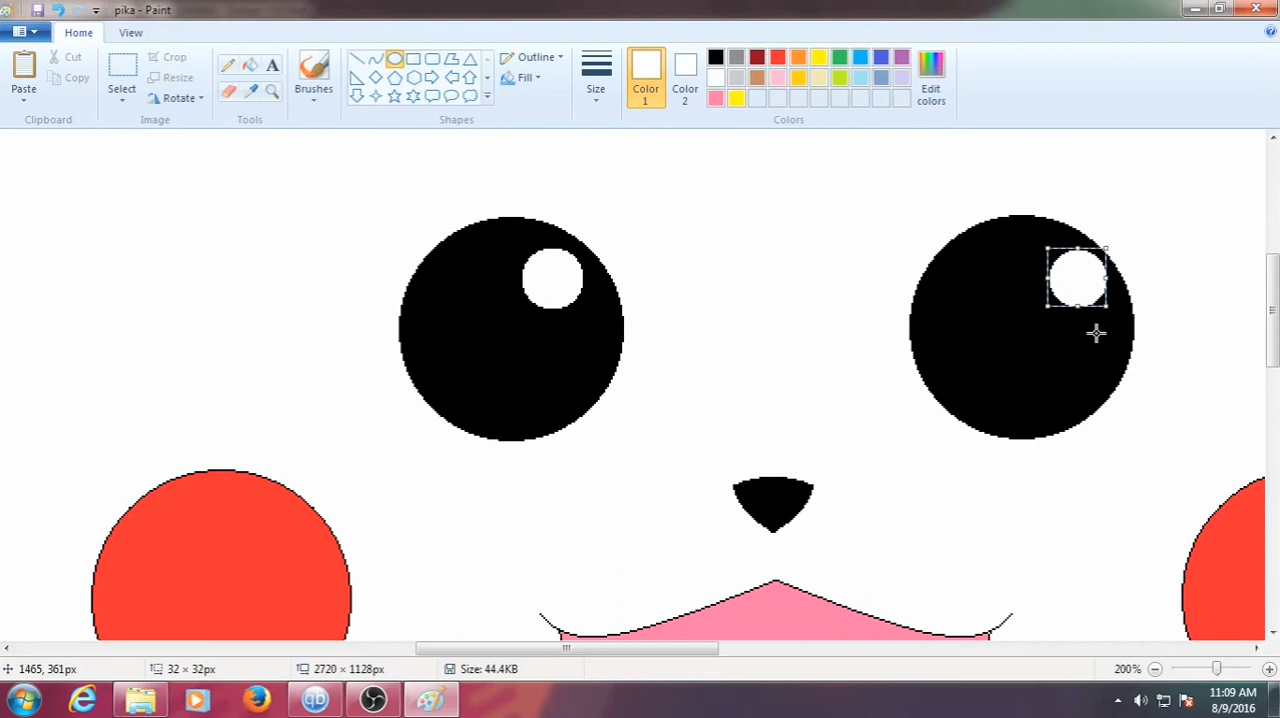 pika - Paint
Home
View
Paste
Cut
Copy
Clipboard
Select
Crop
Resize
Rotate
Image
A
Tools
Brushes
Outline
Fill
Shapes
Size
Color
1
Color
2
Edit
colors
Colors
1465, 361px
32 × 32px
2720 × 1128px
Size: 44.4KB
200%
11:09 AM
8/9/2016
qb